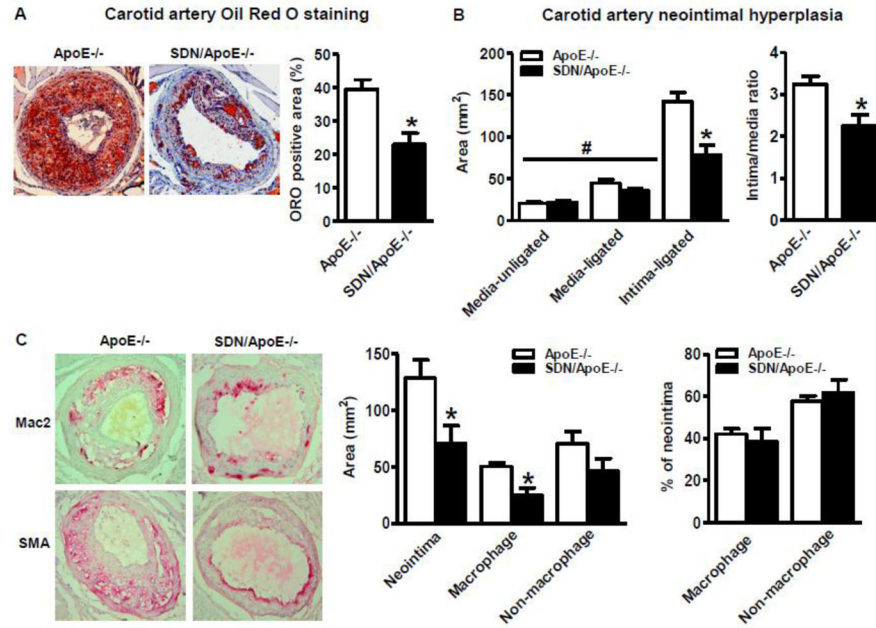 A Carotid artery Oil Red O staining
ApoE-/- SDN/ApoE-/-
ORO positive area (%)
50
40
30
20
10
0
*
ApoE-/-
SDN/ApoE-/-
B Carotid artery neointimal hyperplasia
ApoE-/-
SDN/ApoE-/-
Area (mm²)
200
150
100
50
0
#
*
Media-unligated
Media-ligated
Intima-ligated
Intima/media ratio
4
3
2
1
0
*
ApoE-/-
SDN/ApoE-/-
C ApoE-/- SDN/ApoE-/-
Mac2
SMA
Area (mm²)
150
100
50
0
ApoE-/-
SDN/ApoE-/-
*
*
Neointima
Macrophage
Non-macrophage
% of neointima
80
60
40
20
0
ApoE-/-
SDN/ApoE-/-
Macrophage
Non-macrophage